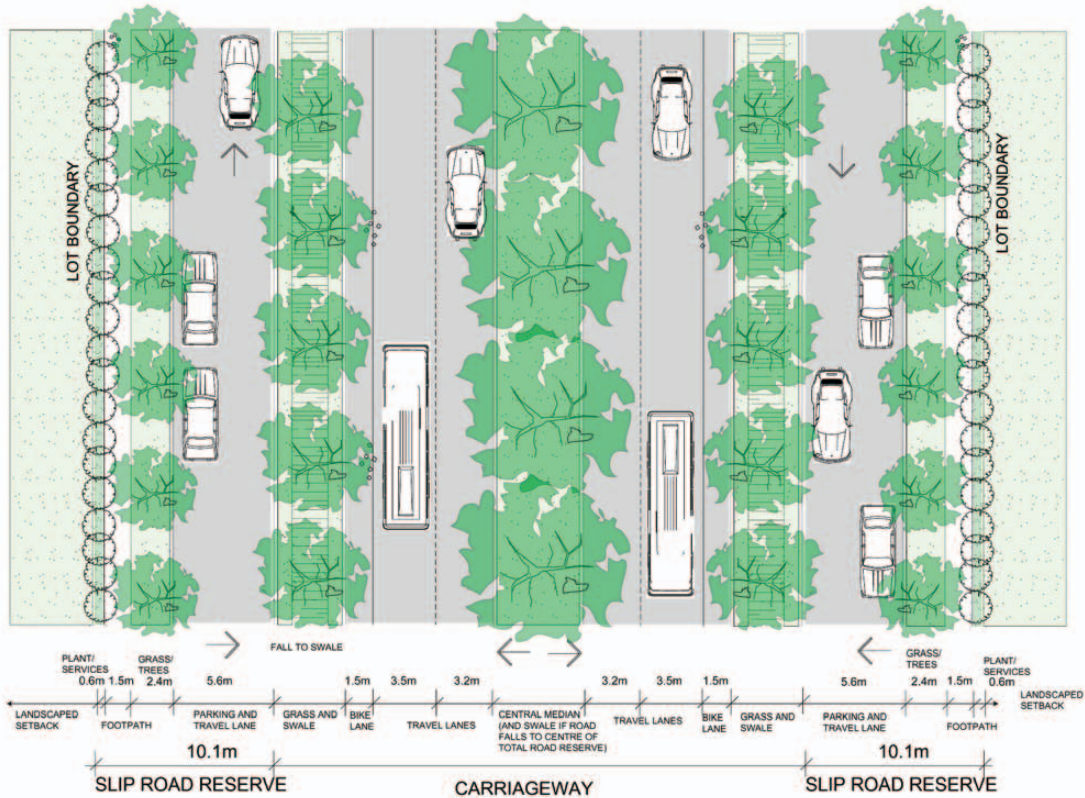 LOT BOUNDARY
LOT BOUNDARY
FALL TO SWALE
PLANT/
SERVICES
0.6m
1.5m
GRASS/
TREES
2.4m
5.6m
1.5m
3.5m
3.2m
3.2m
3.5m
1.5m
5.6m
GRASS/
TREES
2.4m
1.5m
PLANT/
SERVICES
0.6m
LANDSCAPED
SETBACK
FOOTPATH
PARKING AND
TRAVEL LANE
GRASS AND
SWALE
BIKE
LANE
TRAVEL LANES
CENTRAL MEDIAN
(AND SWALE IF ROAD
FALLS TO CENTRE OF
TOTAL ROAD RESERVE)
TRAVEL LANES
BIKE
LANE
GRASS AND
SWALE
PARKING AND
TRAVEL LANE
FOOTPATH
LANDSCAPED
SETBACK
10.1m
10.1m
SLIP ROAD RESERVE
CARRIAGEWAY
SLIP ROAD RESERVE